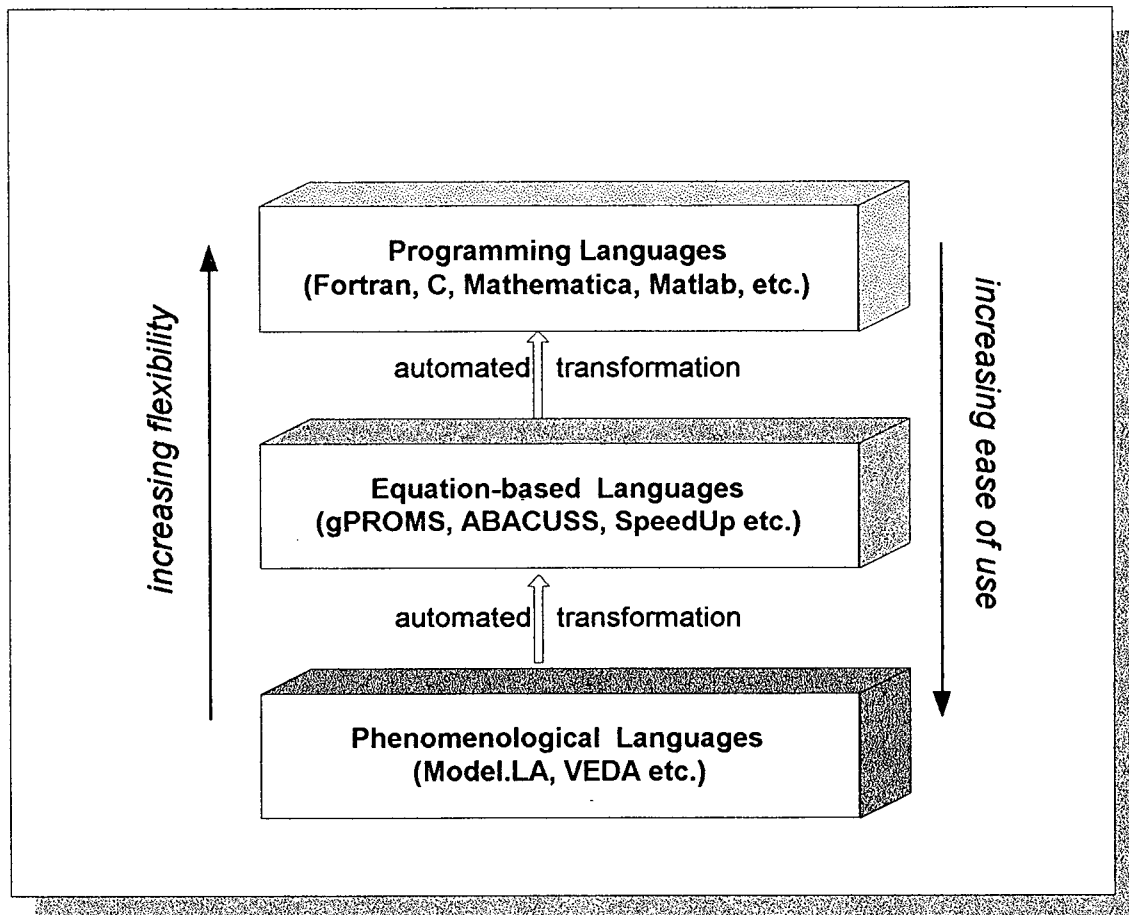 Programming Languages
(Fortran, C, Mathematica, Matlab, etc.)
increasing flexibility
increasing ease of use
automated transformation
Equation-based Languages
(gPROMS, ABACUSS, SpeedUp etc.)
automated transformation
Phenomenological Languages
(Model.LA, VEDA etc.)